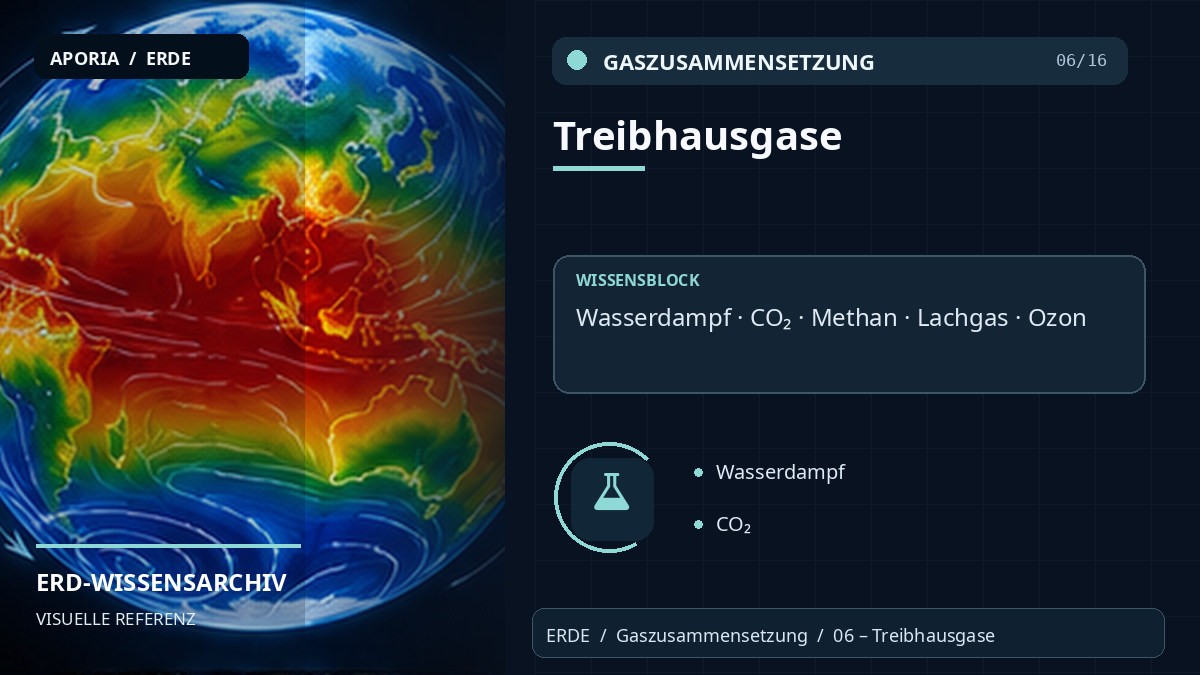 APORIA / ERDE
GASZUSAMMENSETZUNG
06/16
Treibhausgase
WISSENSBLOCK
Wasserdampf · CO₂ · Methan · Lachgas · Ozon
Wasserdampf
CO₂
ERD-WISSENSARCHIV
VISUELLE REFERENZ
ERDE / Gaszusammensetzung / 06 – Treibhausgase